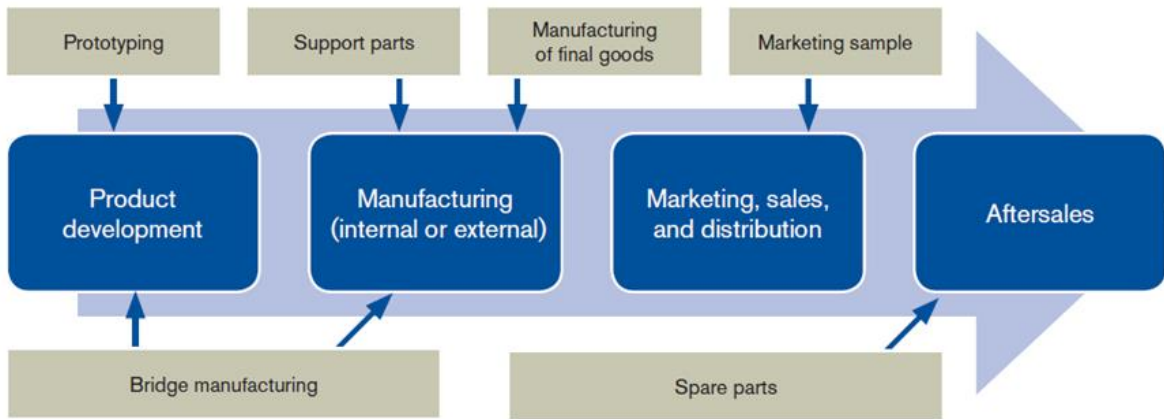 Prototyping
Support parts
Manufacturing
of final goods
Marketing sample
Product
development
Manufacturing
(internal or external)
Marketing, sales,
and distribution
Aftersales
Bridge manufacturing
Spare parts